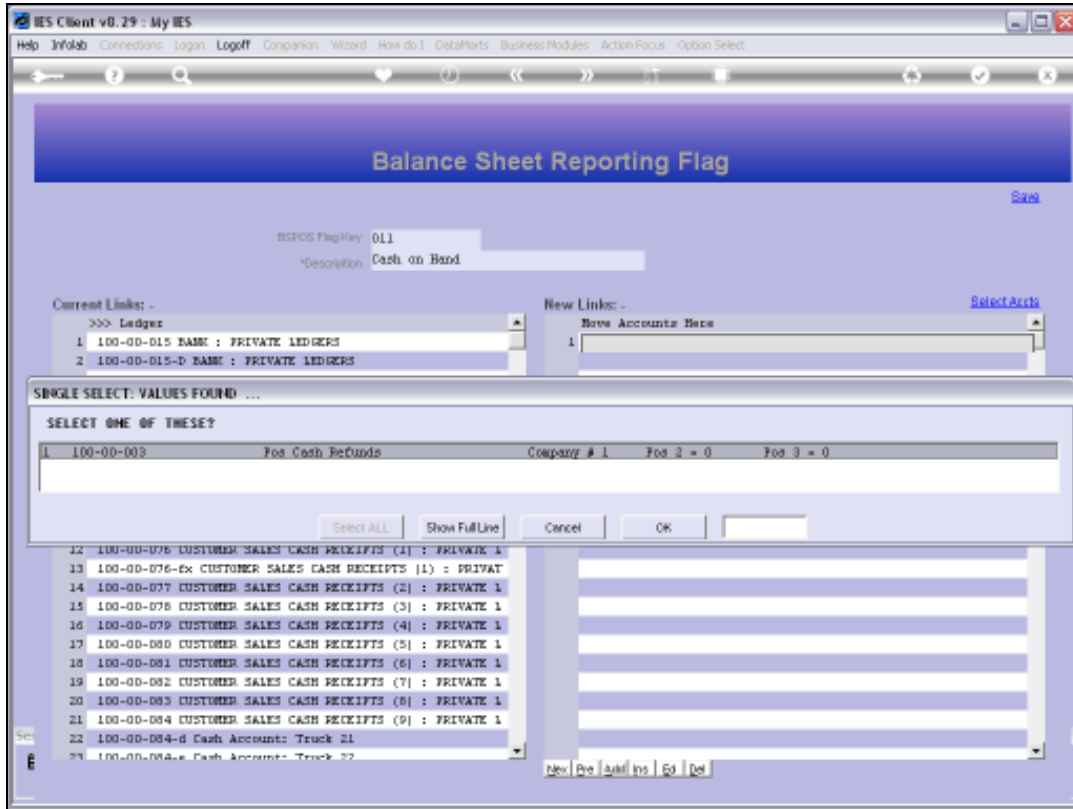 IES Client v8.29 : My IES
Help Infolab Connections Logon Logoff Companion Wizard How do I DataMarts Business Modules Action Focus Option Select
Balance Sheet Reporting Flag
Save
BSPOS Flag Key 011
*Description Cash on Hand
Current Links: - New Links: - Select Accts
>>> Ledger Move Accounts Here
1 100-00-015 BANK : PRIVATE LEDGERS 1
2 100-00-015-D BANK : PRIVATE LEDGERS
SINGLE SELECT: VALUES FOUND ...
SELECT ONE OF THESE?
1 100-00-003 Pos Cash Refunds Company # 1 Pos 2 = 0 Pos 3 = 0
Select ALL Show Full Line Cancel OK
12 100-00-076 CUSTOMER SALES CASH RECEIPTS (1) : PRIVATE L
13 100-00-076-fx CUSTOMER SALES CASH RECEIPTS (1) : PRIVAT
14 100-00-077 CUSTOMER SALES CASH RECEIPTS (2) : PRIVATE L
15 100-00-078 CUSTOMER SALES CASH RECEIPTS (3) : PRIVATE L
16 100-00-079 CUSTOMER SALES CASH RECEIPTS (4) : PRIVATE L
17 100-00-080 CUSTOMER SALES CASH RECEIPTS (5) : PRIVATE L
18 100-00-081 CUSTOMER SALES CASH RECEIPTS (6) : PRIVATE L
19 100-00-082 CUSTOMER SALES CASH RECEIPTS (7) : PRIVATE L
20 100-00-083 CUSTOMER SALES CASH RECEIPTS (8) : PRIVATE L
21 100-00-084 CUSTOMER SALES CASH RECEIPTS (9) : PRIVATE L
22 100-00-084-d Cash Account: Truck 21
23 100-00-084-e Cash Account: Truck 22
Nex Pre Add Ins Ed Del